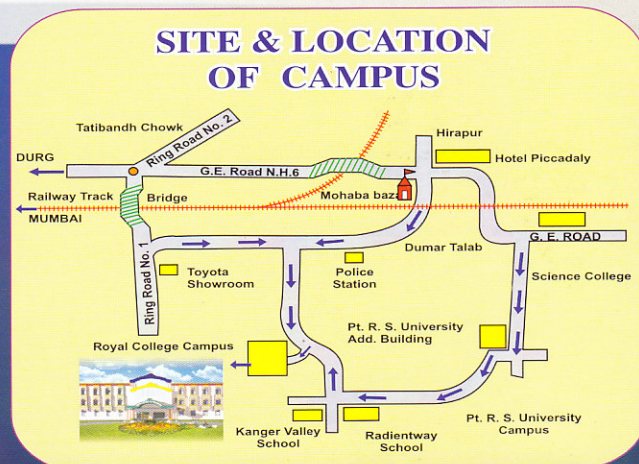 SITE & LOCATION
OF CAMPUS
Tatibandh Chowk
Ring Road No. 2
Hirapur
DURG
G.E. Road N.H.6
Hotel Piccadaly
Railway Track
Bridge
Mohaba bazar
MUMBAI
G. E. ROAD
Dumar Talab
Ring Road No. 1
Toyota
Showroom
Police
Station
Science College
Pt. R. S. University
Add. Building
Royal College Campus
Pt. R. S. University
Campus
Kanger Valley
School
Radientway
School